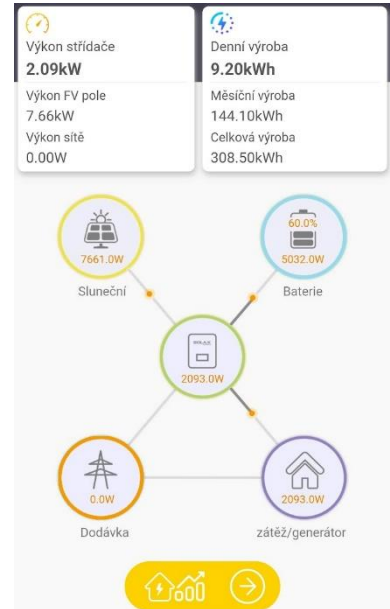 Výkon střídače
2.09kW
Výkon FV pole
7.66kW
Výkon sítě
0.00W
Denní výroba
9.20kWh
Měsíční výroba
144.10kWh
Celková výroba
308.50kWh
7661.0W
Sluneční
60.0%
5032.0W
Baterie
2093.0W
0.0W
Dodávka
2093.0W
zátěž/generátor